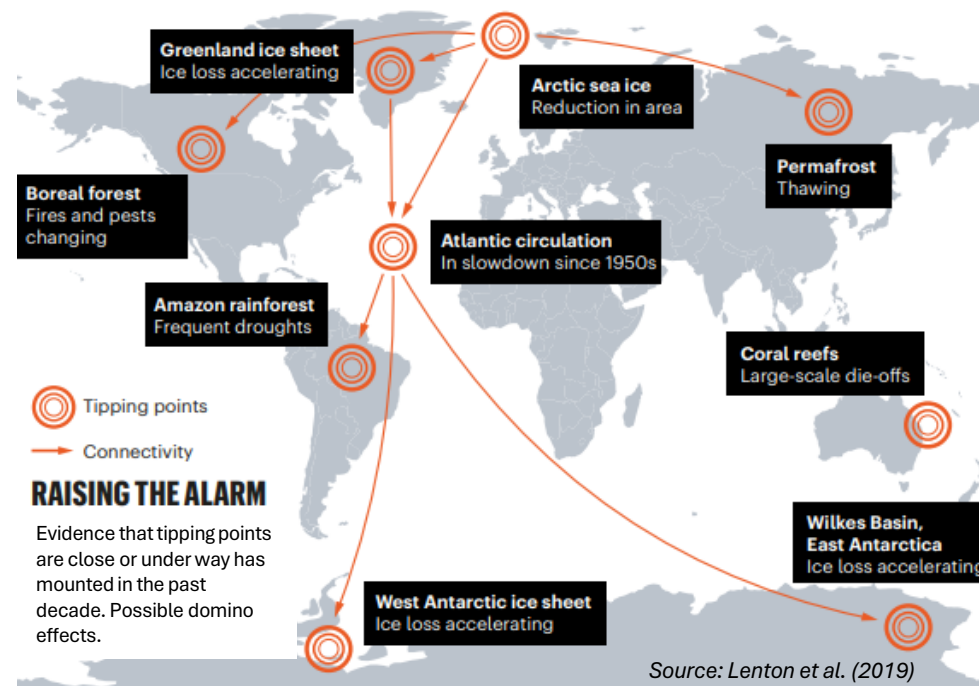 Greenland ice sheet
Ice loss accelerating
Arctic sea ice
Reduction in area
Permafrost
Thawing
Boreal forest
Fires and pests
changing
Atlantic circulation
In slowdown since 1950s
Amazon rainforest
Frequent droughts
Coral reefs
Large-scale die-offs
Tipping points
Connectivity
RAISING THE ALARM
Evidence that tipping points
are close or under way has
mounted in the past
decade. Possible domino
effects.
Wilkes Basin,
East Antarctica
Ice loss accelerating
West Antarctic ice sheet
Ice loss accelerating
Source: Lenton et al. (2019)